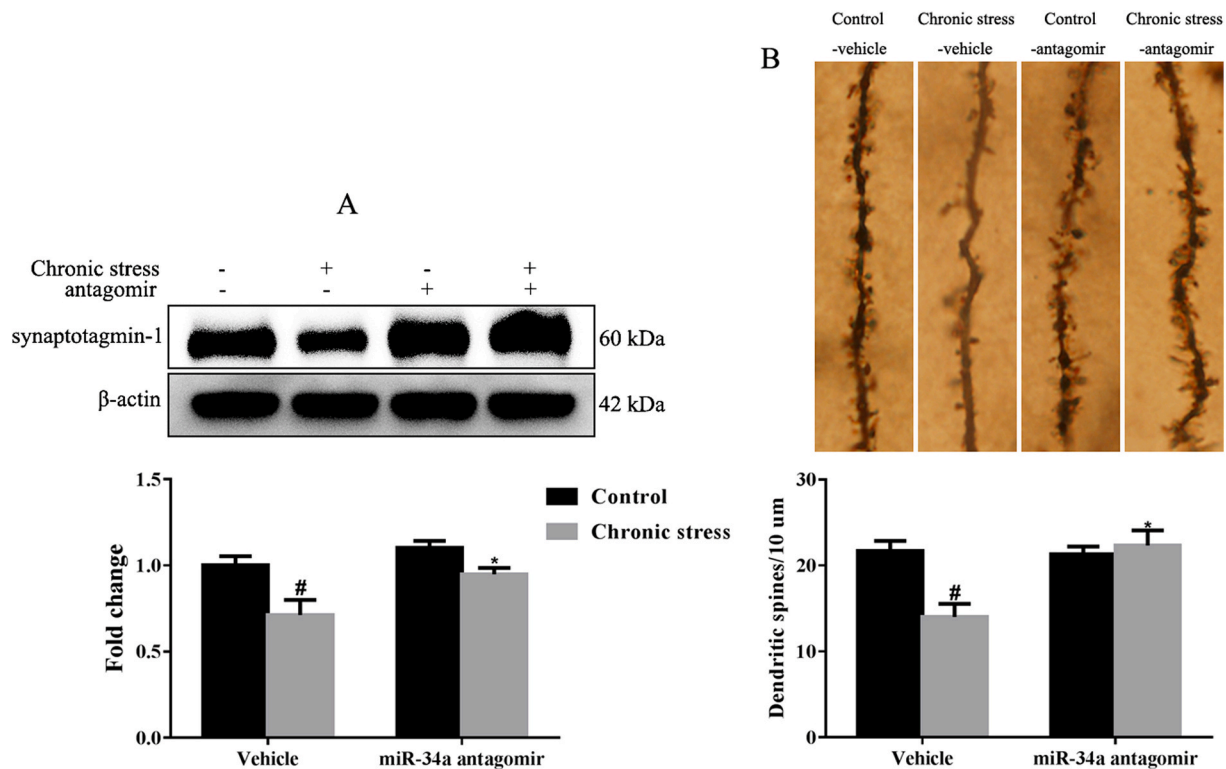 A
Chronic stress - + - +
antagomir - - + +
synaptotagmin-1 60 kDa
β-actin 42 kDa
Fold change
1.5
1.0
0.5
0.0
#
*
Control
Chronic stress
Vehicle miR-34a antagomir
B
Control Chronic stress Control Chronic stress
-vehicle -vehicle -antagomir -antagomir
Dendritic spines/10 um
30
20
10
0
#
*
Vehicle miR-34a antagomir